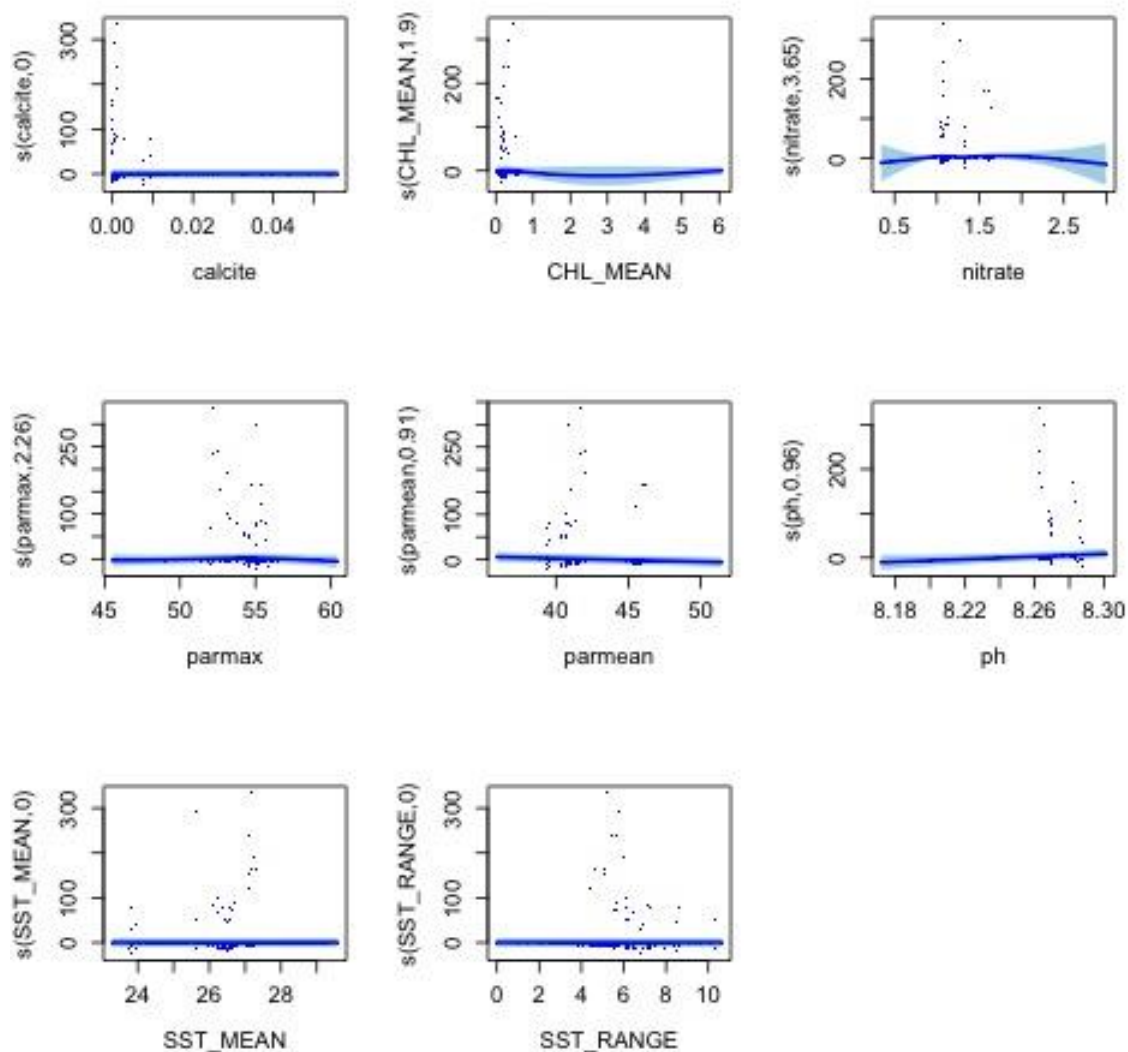 s(calcite,0)
300
100
0
0.00 0.02 0.04
calcite
s(CHL_MEAN,1.9)
200
0
0 1 2 3 4 5 6
CHL_MEAN
s(nitrate,3.65)
200
0
0.5 1.5 2.5
nitrate
s(parmax,2.26)
250
100
0
45 50 55 60
parmax
s(parmean,0.91)
250
100
0
40 45 50
parmean
s(ph,0.96)
200
0
8.18 8.22 8.26 8.30
ph
s(SST_MEAN,0)
300
100
0
24 26 28
SST_MEAN
s(SST_RANGE,0)
300
100
0
0 2 4 6 8 10
SST_RANGE